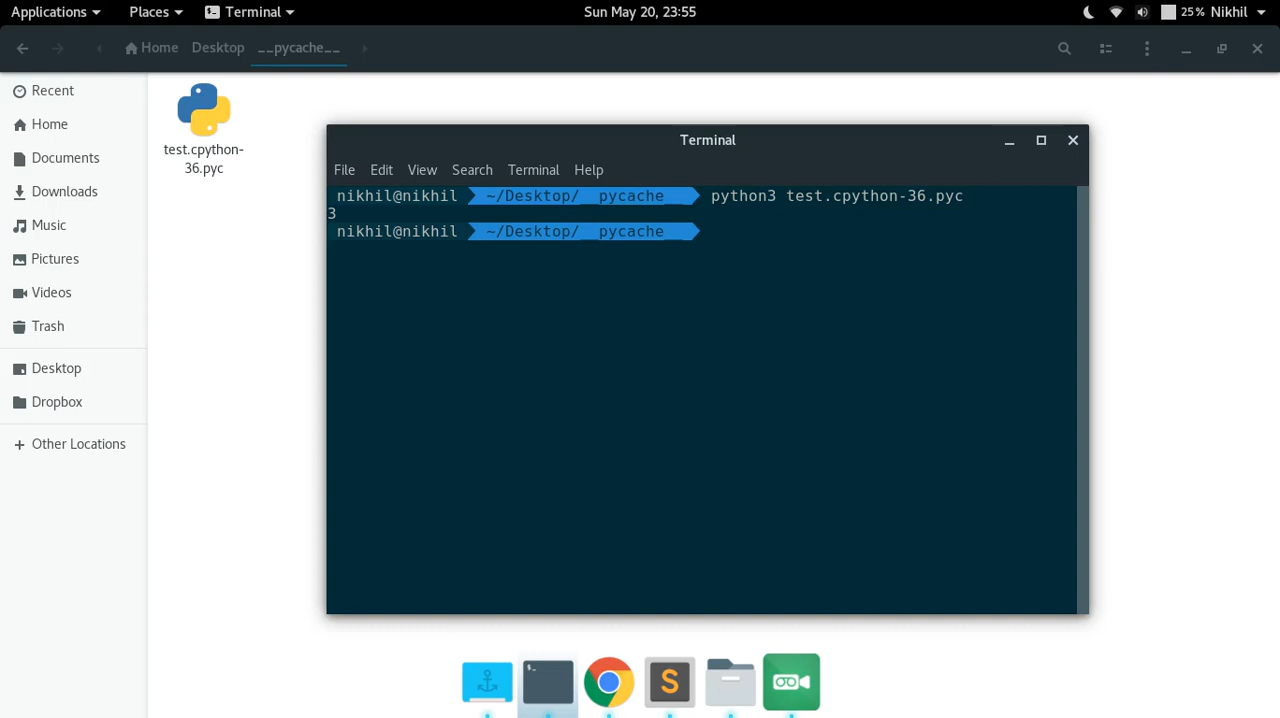 Applications Places Terminal Sun May 20, 23:55 25% Nikhil
Home Desktop __pycache__
Recent
Home
Documents
Downloads
Music
Pictures
Videos
Trash
Desktop
Dropbox
Other Locations
test.cpython-
36.pyc
Terminal
File Edit View Search Terminal Help
nikhil@nikhil ~/Desktop/__pycache__ python3 test.cpython-36.pyc
3
nikhil@nikhil ~/Desktop/__pycache__
$_
S